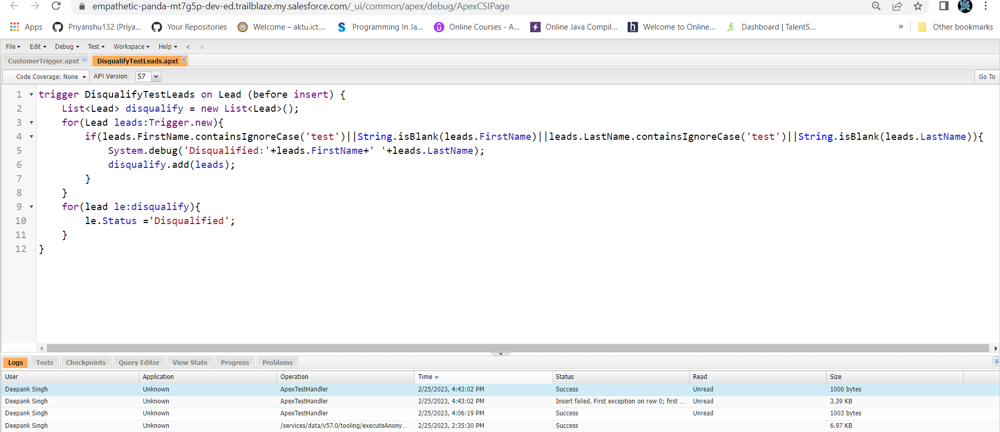 empathetic-panda-mt7g5p-dev-ed.trailblaze.my.salesforce.com/_ui/common/apex/debug/ApexCSIPage
Apps Priyanshu132 (Priya... Your Repositories Welcome – aktu.ict.... Programming In Ja... Online Courses - A... Online Java Compil... Welcome to Online... Dashboard | TalentS... » Other bookmarks
File Edit Debug Test Workspace Help < >
CustomerTrigger.apxt DisqualifyTestLeads.apxt
Code Coverage: None API Version: 57 Go To
1 trigger DisqualifyTestLeads on Lead (before insert) {
2 List<Lead> disqualify = new List<Lead>();
3 for(Lead leads:Trigger.new){
4 if(leads.FirstName.containsIgnoreCase('test')||String.isBlank(leads.FirstName)||leads.LastName.containsIgnoreCase('test')||String.isBlank(leads.LastName)){
5 System.debug('Disqualified:'+leads.FirstName+' '+leads.LastName);
6 disqualify.add(leads);
7 }
8 }
9 for(lead le:disqualify){
10 le.Status ='Disqualified';
11 }
12 }
Logs Tests Checkpoints Query Editor View State Progress Problems
User Application Operation Time Status Read Size
Deepank Singh Unknown ApexTestHandler 2/25/2023, 4:43:02 PM Success Unread 1000 bytes
Deepank Singh Unknown ApexTestHandler 2/25/2023, 4:43:02 PM Insert failed. First exception on row 0; first ... Unread 3.39 KB
Deepank Singh Unknown ApexTestHandler 2/25/2023, 4:06:19 PM Success Unread 1003 bytes
Deepank Singh Unknown /services/data/v57.0/tooling/executeAnony... 2/25/2023, 2:35:30 PM Success 6.97 KB